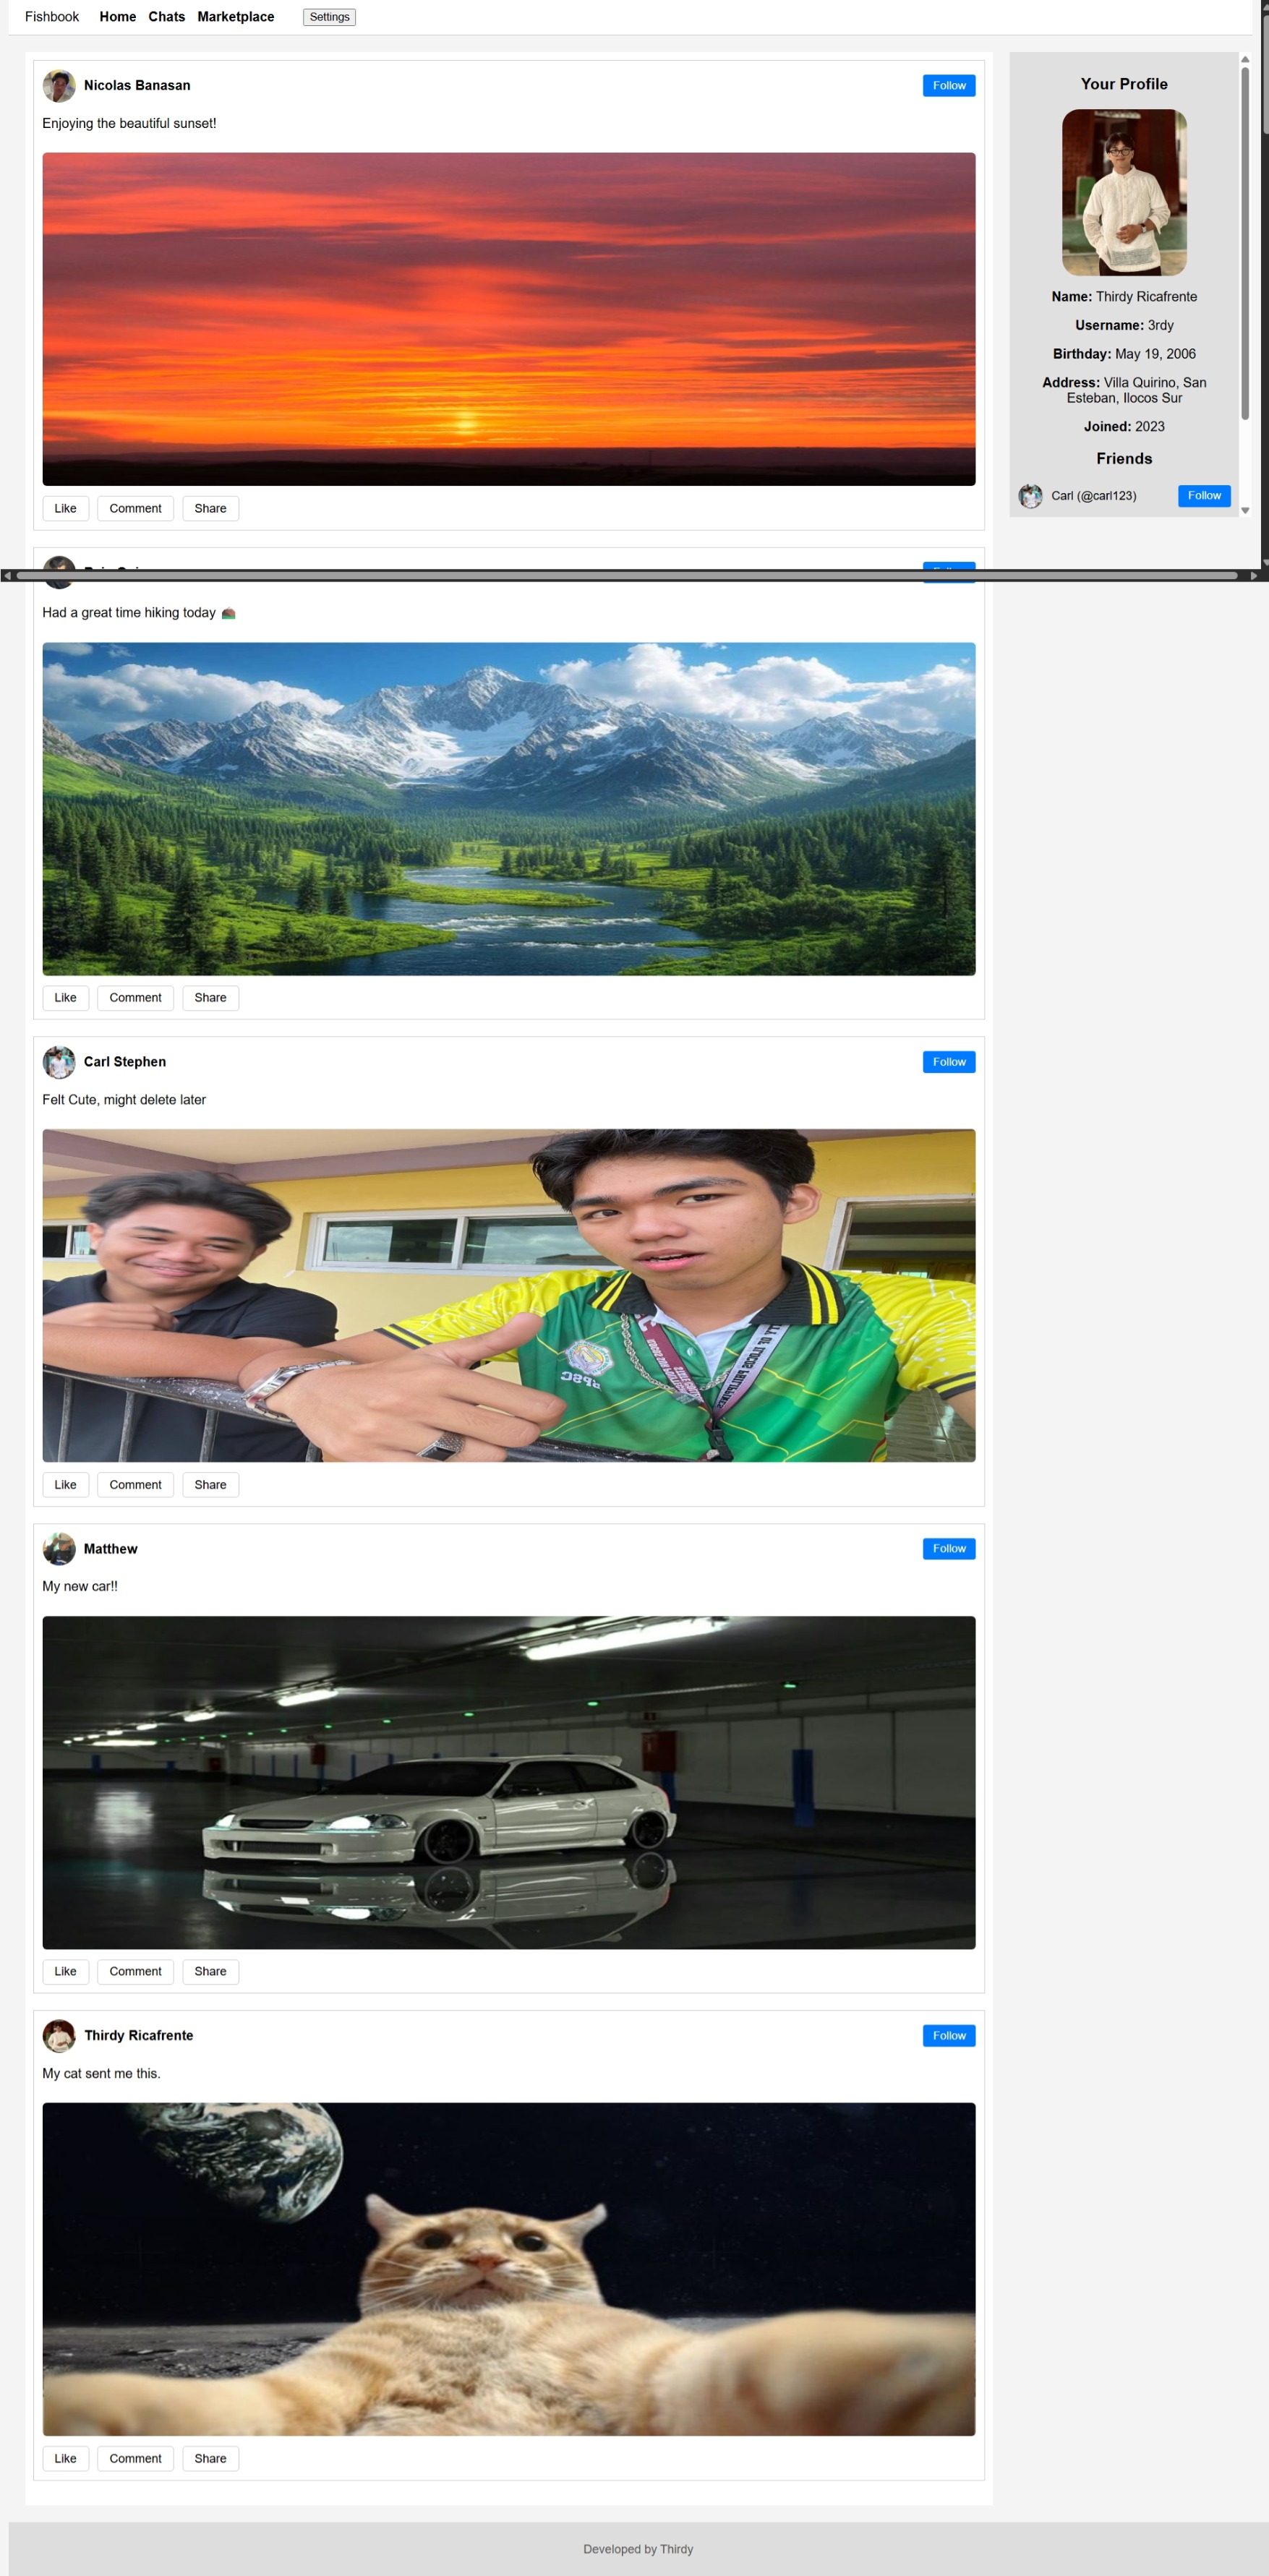 Fishbook Home Chats Marketplace Settings
Nicolas Banasan Follow
Enjoying the beautiful sunset!
Like Comment Share
Had a great time hiking today
Like Comment Share
Carl Stephen Follow
Felt Cute, might delete later
Like Comment Share
Matthew Follow
My new car!!
Like Comment Share
Thirdy Ricafrente Follow
My cat sent me this.
Like Comment Share
Your Profile
Name: Thirdy Ricafrente
Username: 3rdy
Birthday: May 19, 2006
Address: Villa Quirino, San
Esteban, Ilocos Sur
Joined: 2023
Friends
Carl (@carl123) Follow
Developed by Thirdy